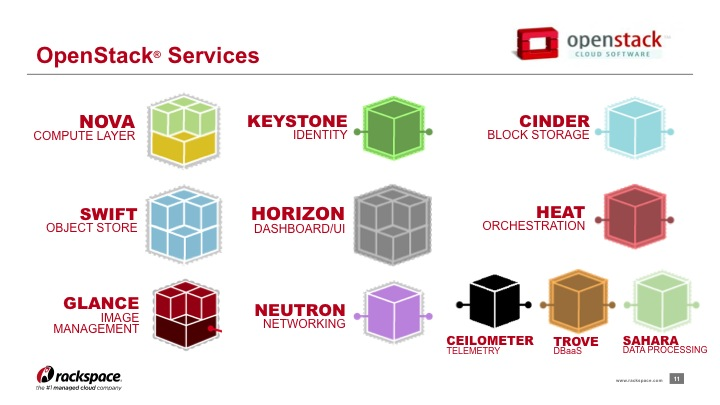 OpenStack® Services
openstack™
CLOUD SOFTWARE
NOVA
COMPUTE LAYER
KEYSTONE
IDENTITY
CINDER
BLOCK STORAGE
SWIFT
OBJECT STORE
HORIZON
DASHBOARD/UI
HEAT
ORCHESTRATION
GLANCE
IMAGE
MANAGEMENT
NEUTRON
NETWORKING
CEILOMETER
TELEMETRY
TROVE
DBaaS
SAHARA
DATA PROCESSING
rackspace®
the #1 managed cloud company
www.rackspace.com
11